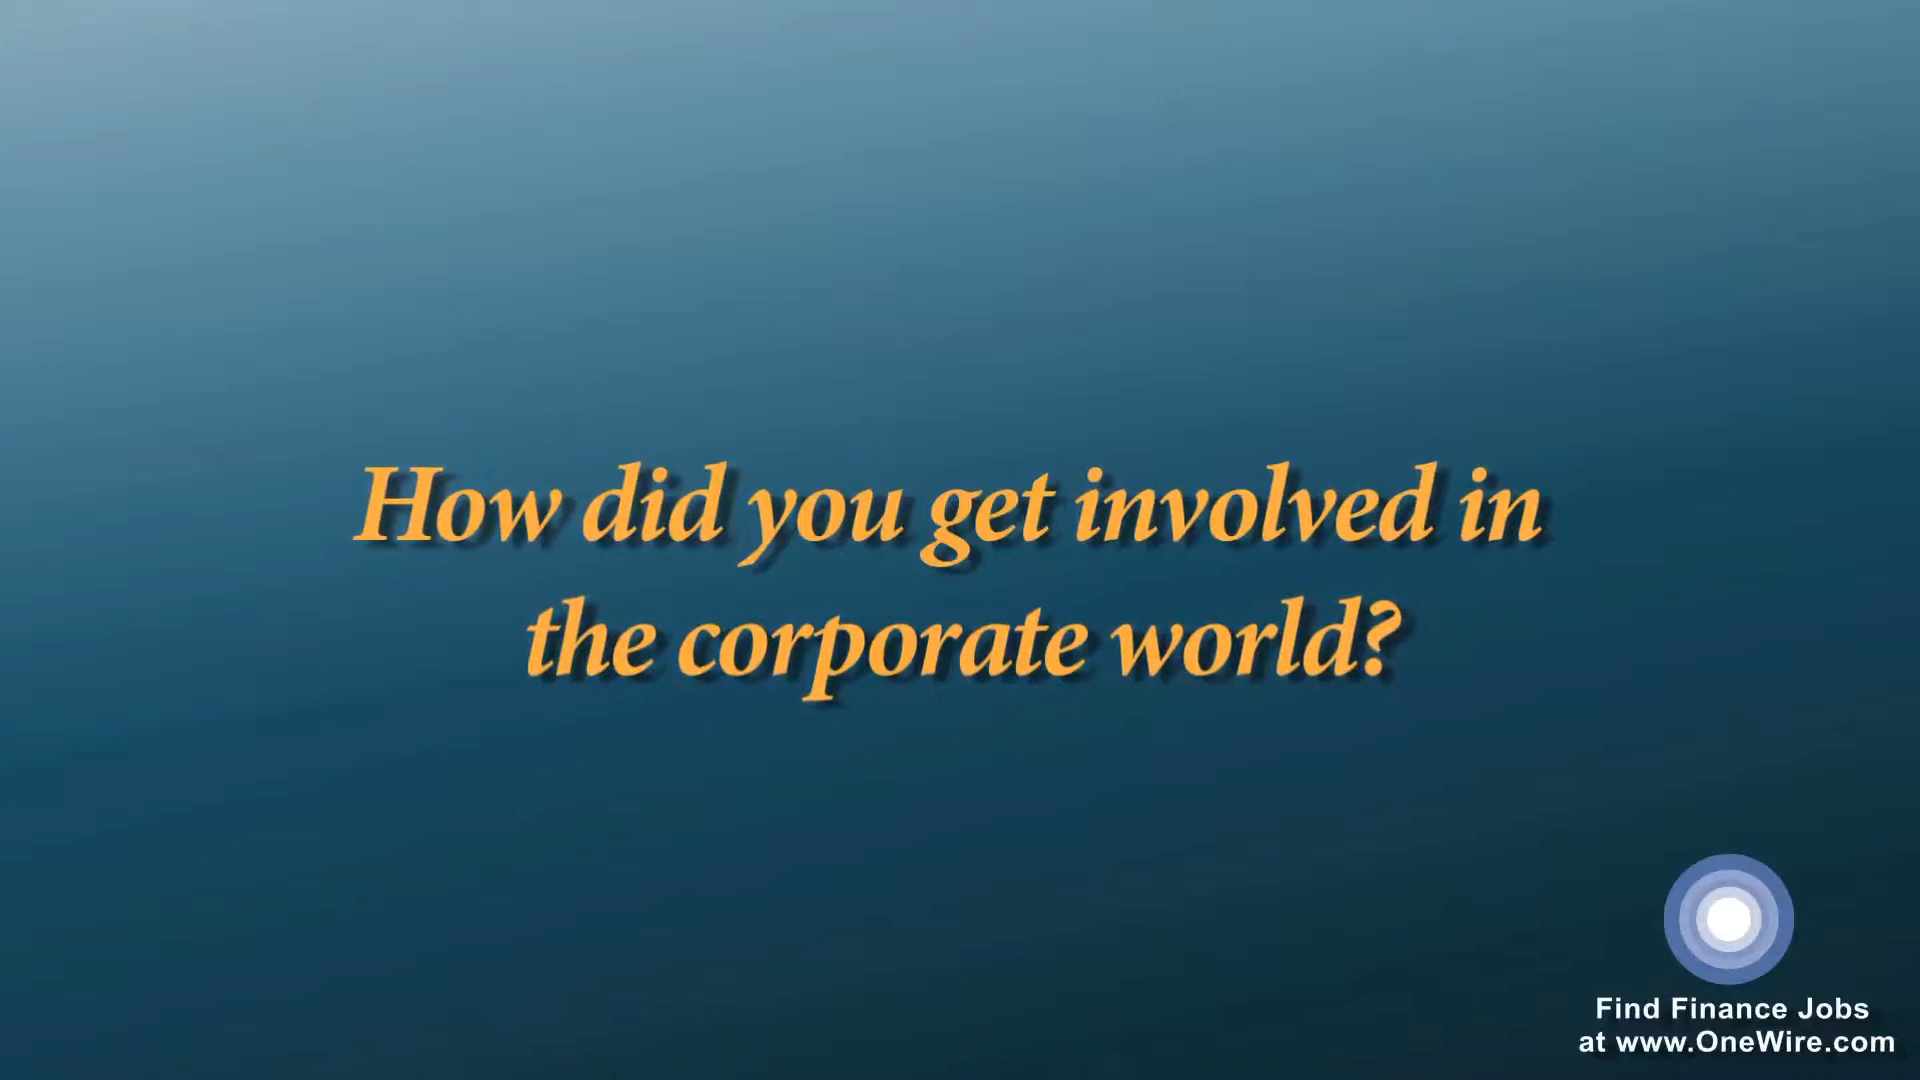 How did you get involved in
the corporate world?
Find Finance Jobs
at www.OneWire.com